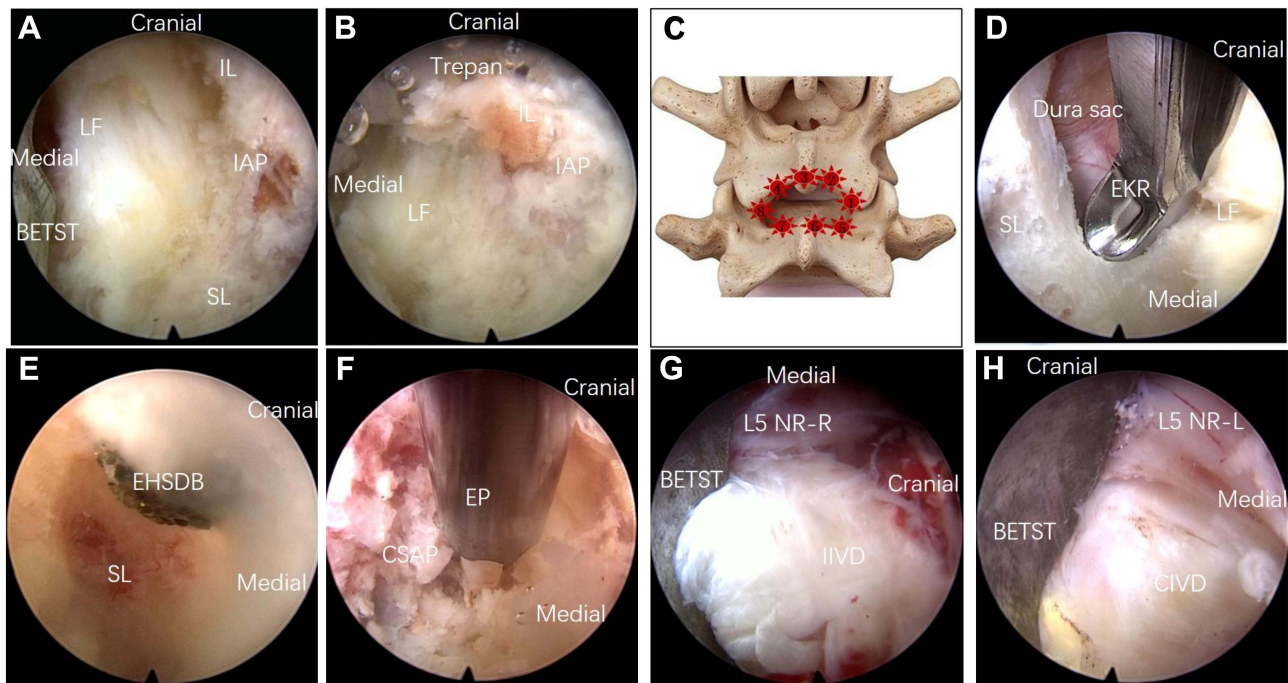 A
Cranial
IL
LF
Medial
IAP
BETST
SL
B
Cranial
Trepan
IL
IAP
Medial
LF
C
4 3 2
1
8
7 6 5
D
Cranial
Dura sac
EKR
SL
LF
Medial
E
Cranial
EHSDB
SL
Medial
F
Cranial
EP
CSAP
Medial
G
Medial
L5 NR-R
BETST
Cranial
IIVD
H
Cranial
L5 NR-L
Medial
BETST
CIVD